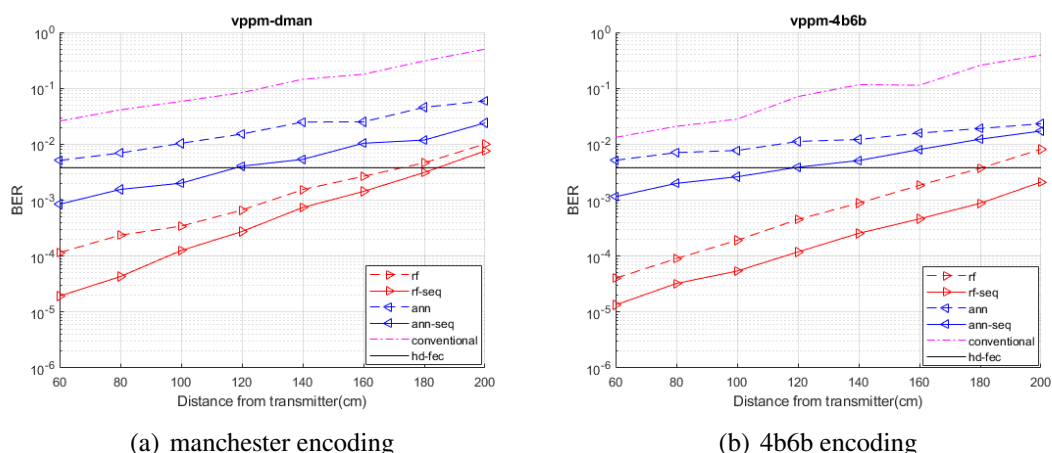 vppm-dman
10^0
10^-1
10^-2
10^-3
10^-4
10^-5
10^-6
BER
60 80 100 120 140 160 180 200
Distance from transmitter(cm)
rf
rf-seq
ann
ann-seq
conventional
hd-fec
(a) manchester encoding
vppm-4b6b
10^0
10^-1
10^-2
10^-3
10^-4
10^-5
10^-6
BER
60 80 100 120 140 160 180 200
Distance from transmitter(cm)
rf
rf-seq
ann
ann-seq
conventional
hd-fec
(b) 4b6b encoding